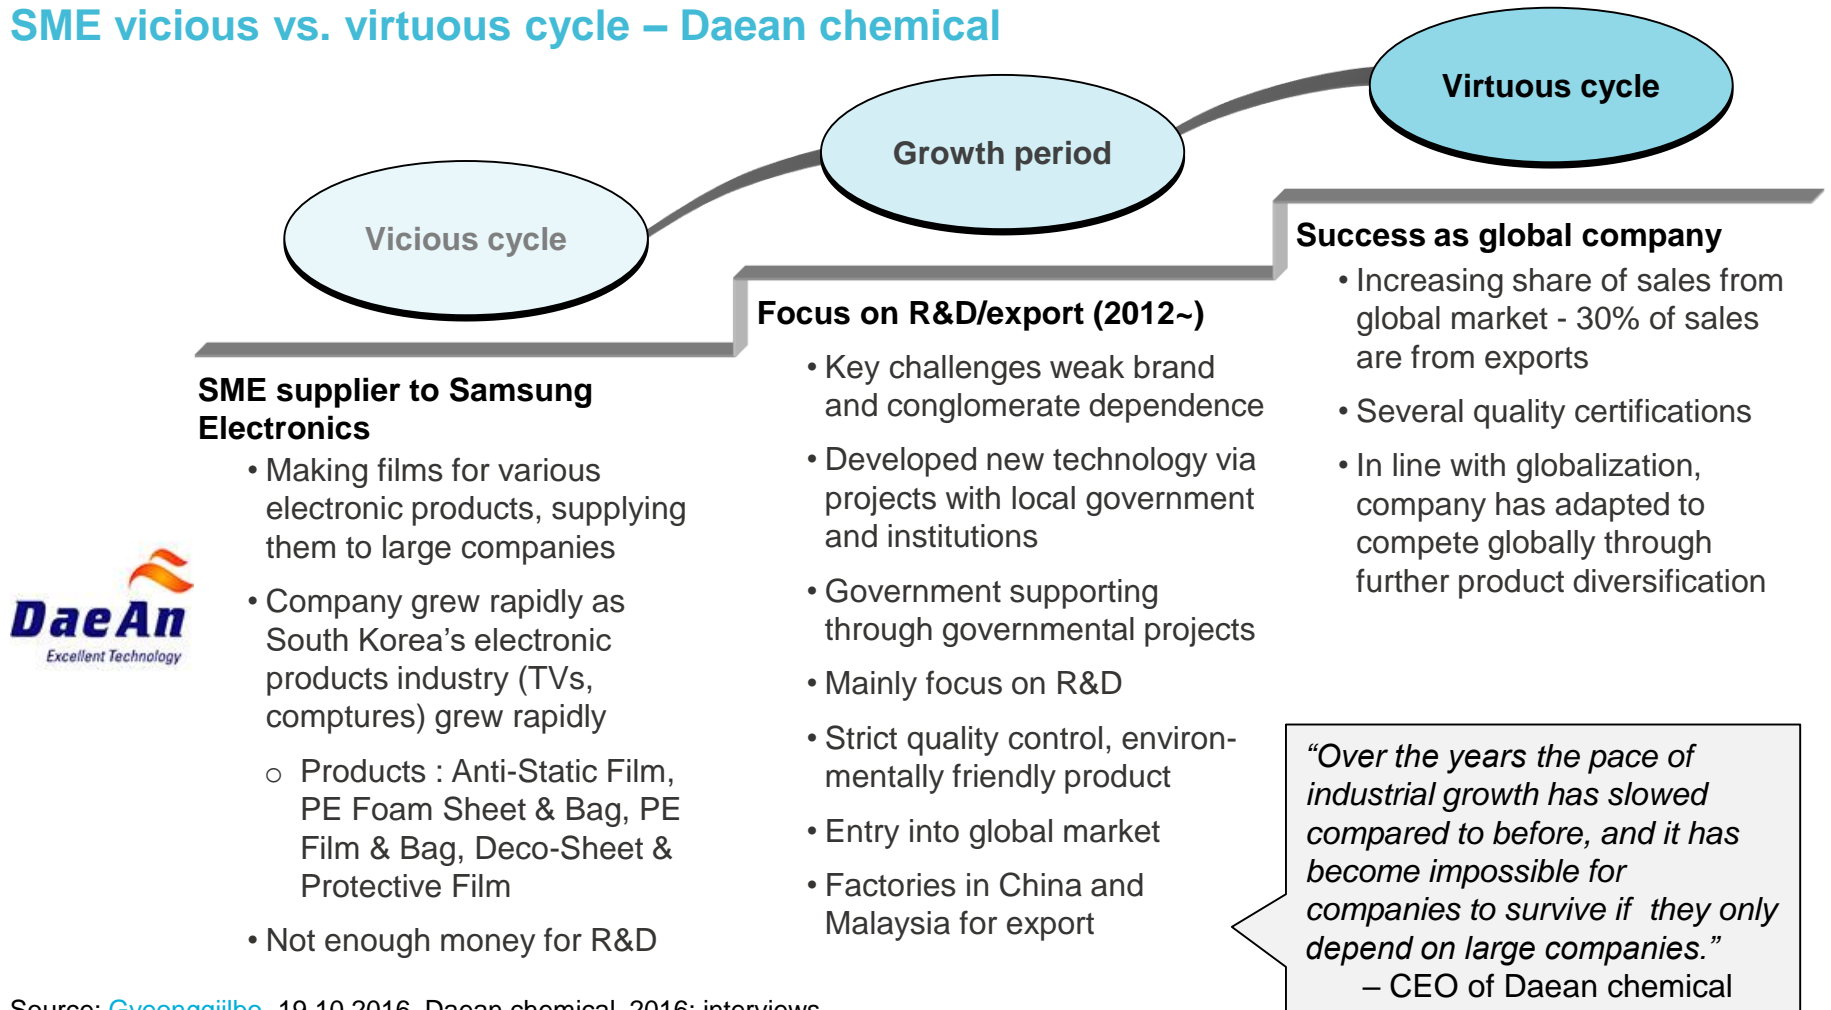 SME vicious vs. virtuous cycle – Daean chemical
Vicious cycle
Growth period
Virtuous cycle
SME supplier to Samsung
Electronics
• Making films for various
electronic products, supplying
them to large companies
• Company grew rapidly as
South Korea’s electronic
products industry (TVs,
comptures) grew rapidly
o Products : Anti-Static Film,
PE Foam Sheet & Bag, PE
Film & Bag, Deco-Sheet &
Protective Film
• Not enough money for R&D
Focus on R&D/export (2012~)
• Key challenges weak brand
and conglomerate dependence
• Developed new technology via
projects with local government
and institutions
• Government supporting
through governmental projects
• Mainly focus on R&D
• Strict quality control, environ-
mentally friendly product
• Entry into global market
• Factories in China and
Malaysia for export
Success as global company
• Increasing share of sales from
global market - 30% of sales
are from exports
• Several quality certifications
• In line with globalization,
company has adapted to
compete globally through
further product diversification
“Over the years the pace of
industrial growth has slowed
compared to before, and it has
become impossible for
companies to survive if they only
depend on large companies.”
– CEO of Daean chemical
DaeAn
Excellent Technology
Source: Gyeonggiilbo, 19.10.2016, Daean chemical, 2016; interviews